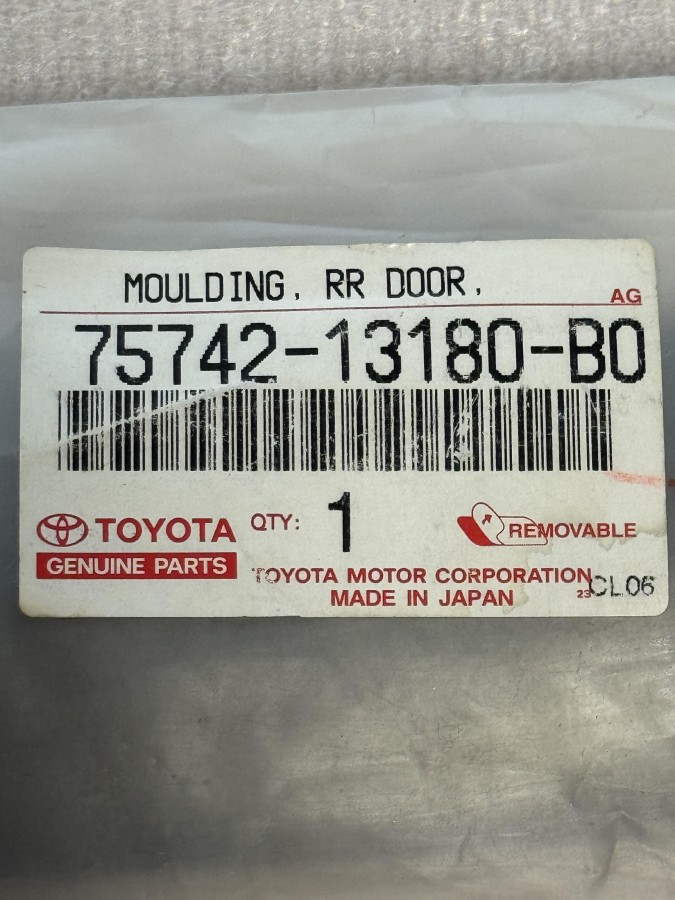 MOULDING, RR DOOR,
AG
75742-13180-B0
TOYOTA QTY: 1 REMOVABLE
GENUINE PARTS
TOYOTA MOTOR CORPORATION
MADE IN JAPAN 23 CL06